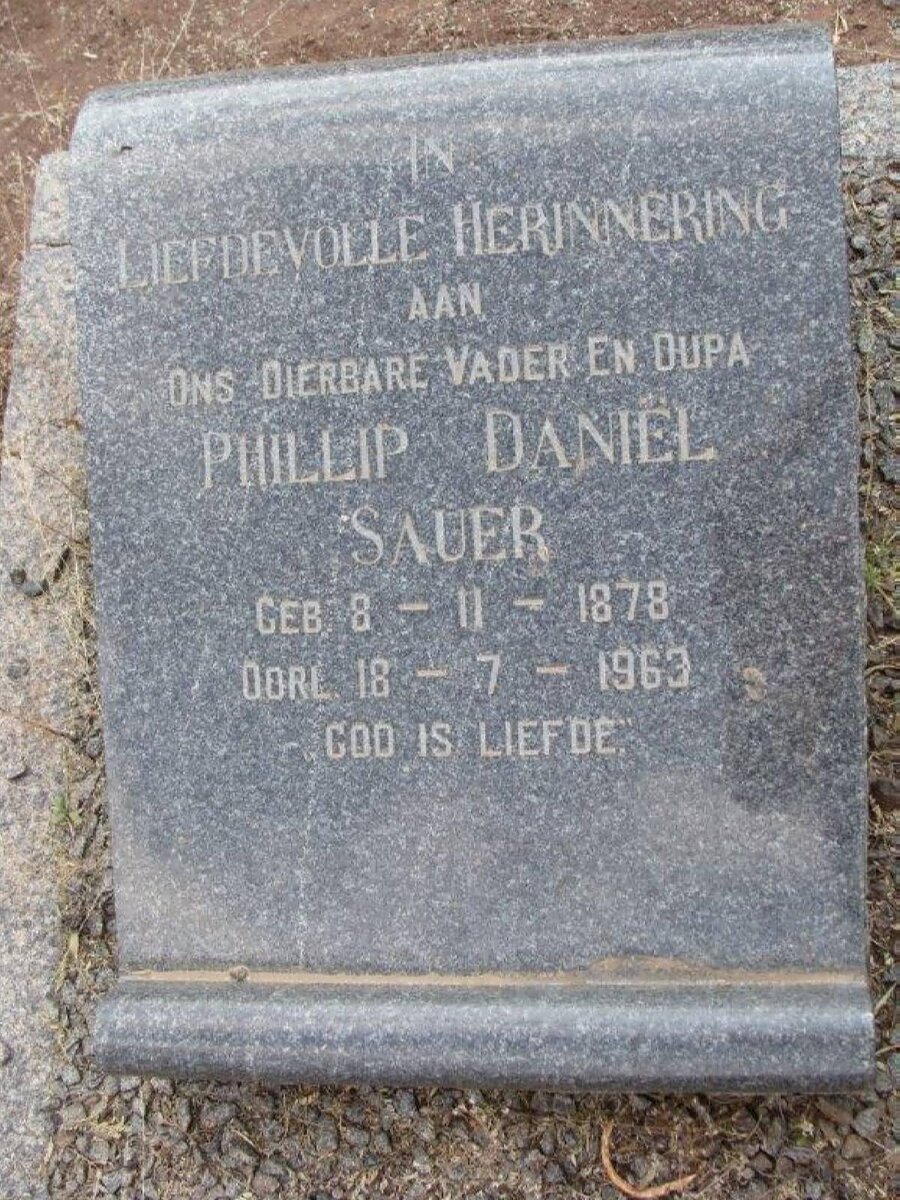 IN
LIEFDEVOLLE HERINNERING
AAN
ONS DIERBARE VADER EN OUPA
PHILLIP DANIËL
SAUER
GEB. 8 – 11 – 1878
OORL. 18 – 7 – 1963
„GOD IS LIEFDE.”